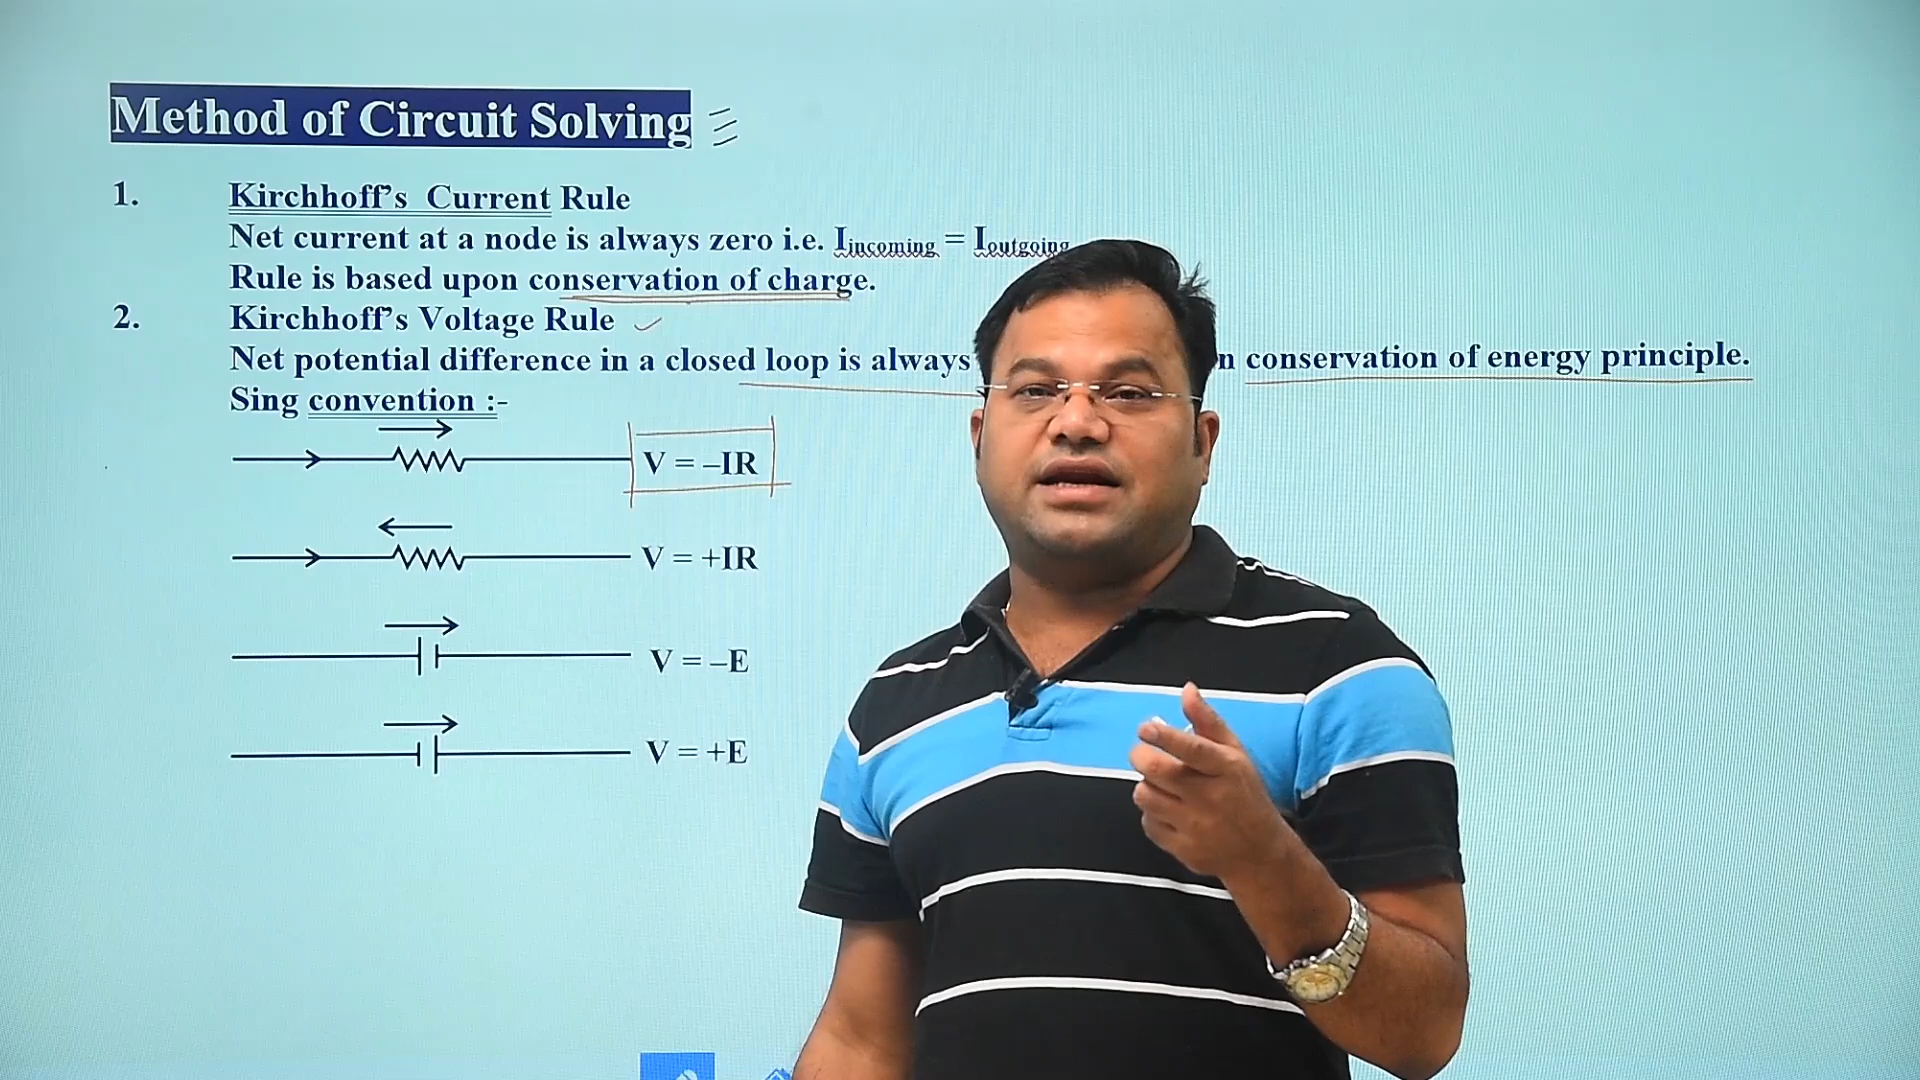 Method of Circuit Solving
1. Kirchhoff's Current Rule
Net current at a node is always zero i.e. Iincoming = Ioutgoing
Rule is based upon conservation of charge.
2. Kirchhoff's Voltage Rule
Net potential difference in a closed loop is always conservation of energy principle.
Sing convention :-
V = –IR
V = +IR
V = –E
V = +E